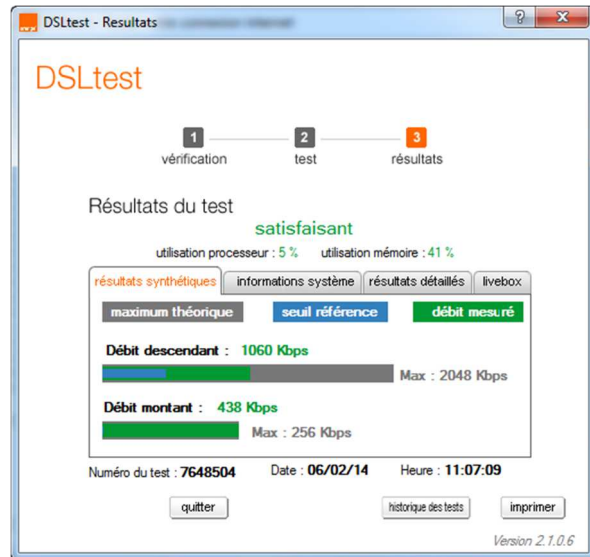 DSLtest - Resultats
DSLtest
1 2 3
vérification test résultats
Résultats du test
satisfaisant
utilisation processeur : 5 % utilisation mémoire : 41 %
résultats synthétiques informations système résultats détaillés livebox
maximum théorique seuil référence débit mesuré
Débit descendant : 1060 Kbps
Max : 2048 Kbps
Débit montant : 438 Kbps
Max : 256 Kbps
Numéro du test : 7648504 Date : 06/02/14 Heure : 11:07:09
quitter historique des tests imprimer
Version 2.1.0.6